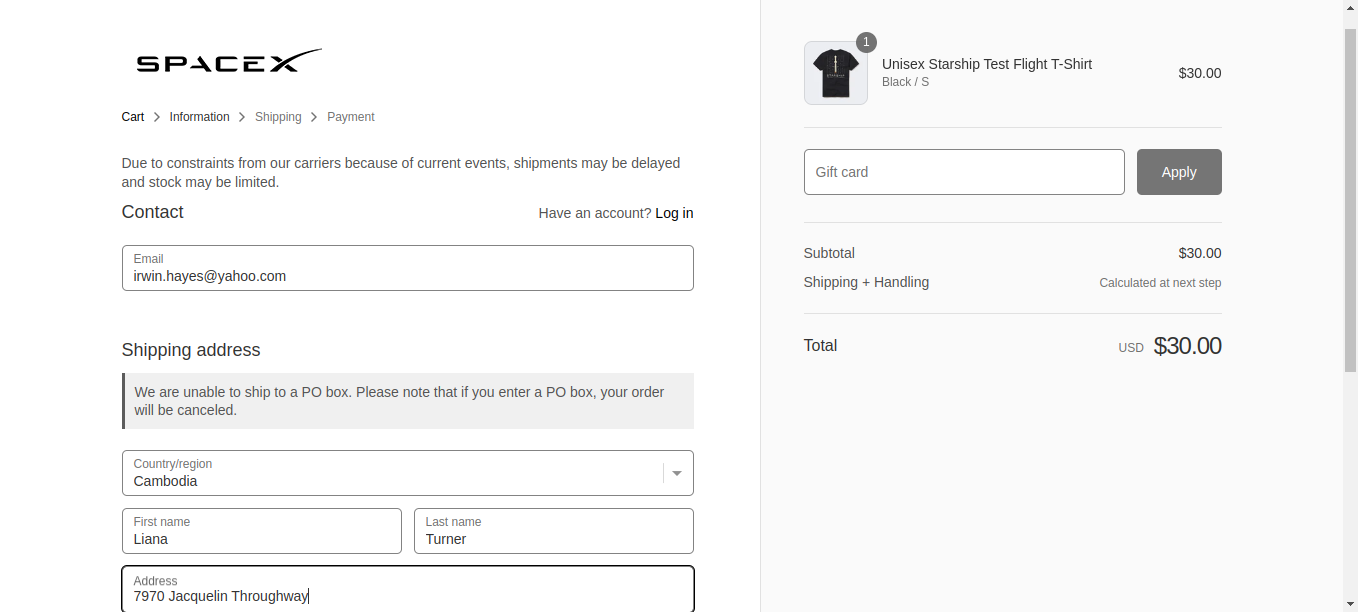 SPACEX
Cart > Information > Shipping > Payment
Due to constraints from our carriers because of current events, shipments may be delayed
and stock may be limited.
Contact
Have an account? Log in
Email
irwin.hayes@yahoo.com
Shipping address
We are unable to ship to a PO box. Please note that if you enter a PO box, your order
will be canceled.
Country/region
Cambodia
First name
Liana
Last name
Turner
Address
7970 Jacquelin Throughway
1
Unisex Starship Test Flight T-Shirt
Black / S
$30.00
Gift card
Apply
Subtotal
$30.00
Shipping + Handling
Calculated at next step
Total
USD $30.00